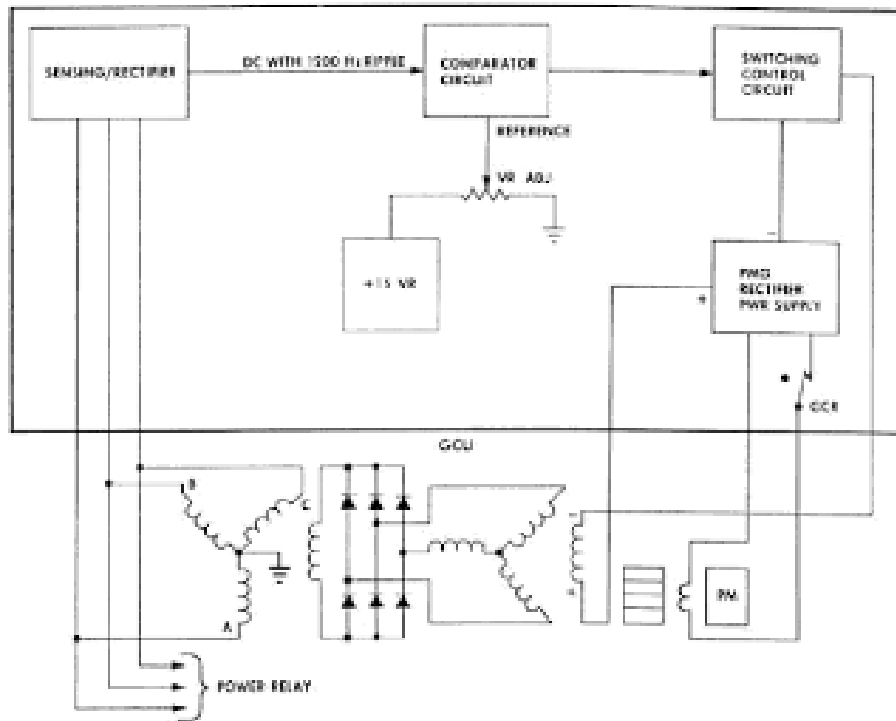 SENSING/RECTIFIER
DC WITH 1200 Hz RIPPLE
COMPARATOR
CIRCUIT
SWITCHING
CONTROL
CIRCUIT
REFERENCE
VR ADJ
+15 VR
PMG
RECTIFIER
PWR SUPPLY
+
−
GCR
GCU
B
C
A
PM
POWER RELAY